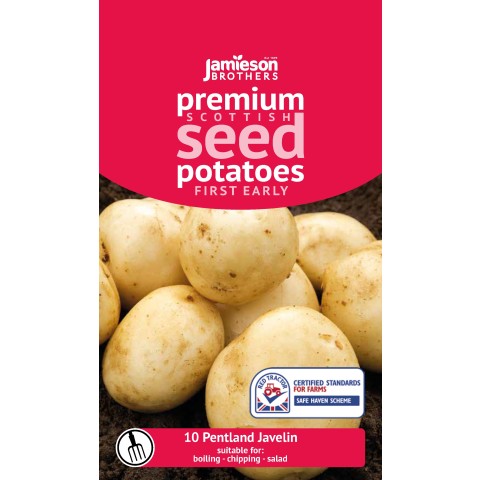 Jamieson
BROTHERS
premium
SCOTTISH
seed
potatoes
FIRST EARLY
RED TRACTOR
CERTIFIED STANDARDS
FOR FARMS
SAFE HAVEN SCHEME
10 Pentland Javelin
suitable for:
boiling - chipping - salad